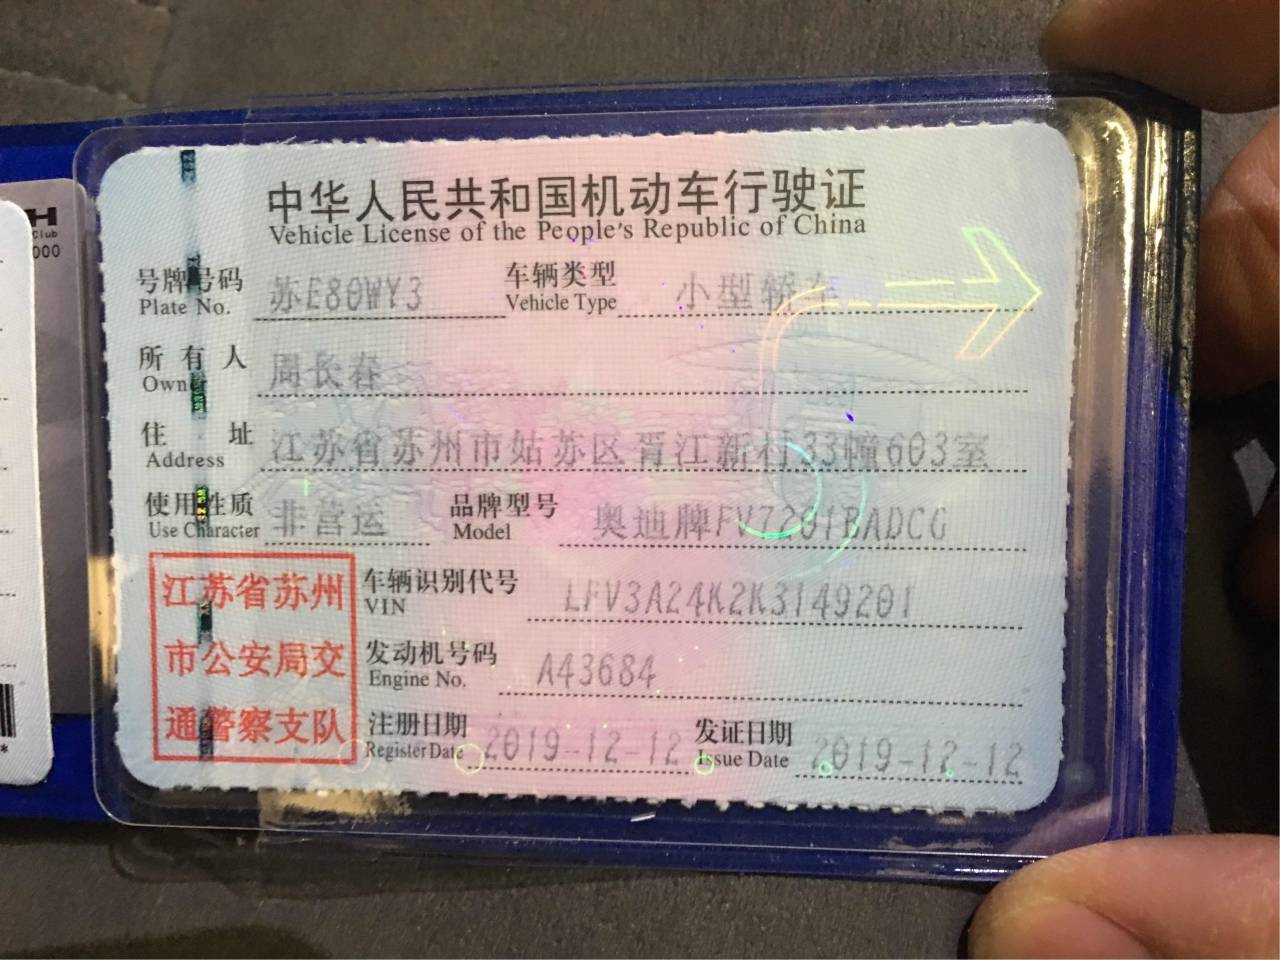 中华人民共和国机动车行驶证
Vehicle License of the People's Republic of China
号牌号码 苏E80WY3 车辆类型 小型轿车
Plate No. Vehicle Type
所有人 周长春
Owner
住址 江苏省苏州市姑苏区胥江新村33幢603室
Address
使用性质 非营运 品牌型号 奥迪牌FV7201BADCG
Use Character Model
江苏省苏州
市公安局交
通警察支队
车辆识别代号 LFV3A24K2K3149201
VIN
发动机号码 A43684
Engine No.
注册日期 2019-12-12 发证日期 2019-12-12
Register Date Issue Date
H
Club
000
*